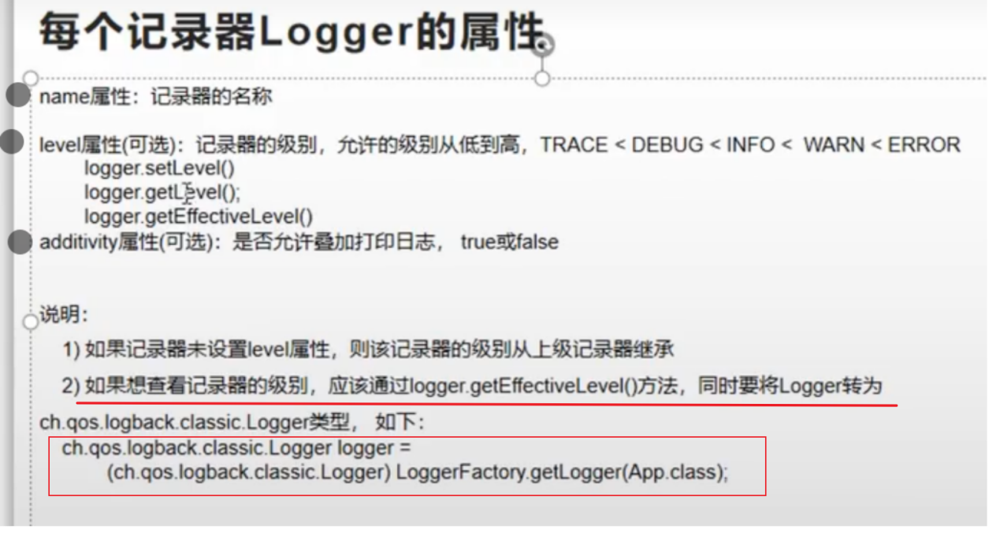 每个记录器Logger的属性
name属性：记录器的名称
level属性(可选)：记录器的级别，允许的级别从低到高，TRACE < DEBUG < INFO < WARN < ERROR
logger.setLevel()
logger.getLevel();
logger.getEffectiveLevel()
additivity属性(可选)：是否允许叠加打印日志， true或false
说明：
1) 如果记录器未设置level属性，则该记录器的级别从上级记录器继承
2) 如果想查看记录器的级别，应该通过logger.getEffectiveLevel()方法，同时要将Logger转为
ch.qos.logback.classic.Logger类型， 如下：
ch.qos.logback.classic.Logger logger =
(ch.qos.logback.classic.Logger) LoggerFactory.getLogger(App.class);